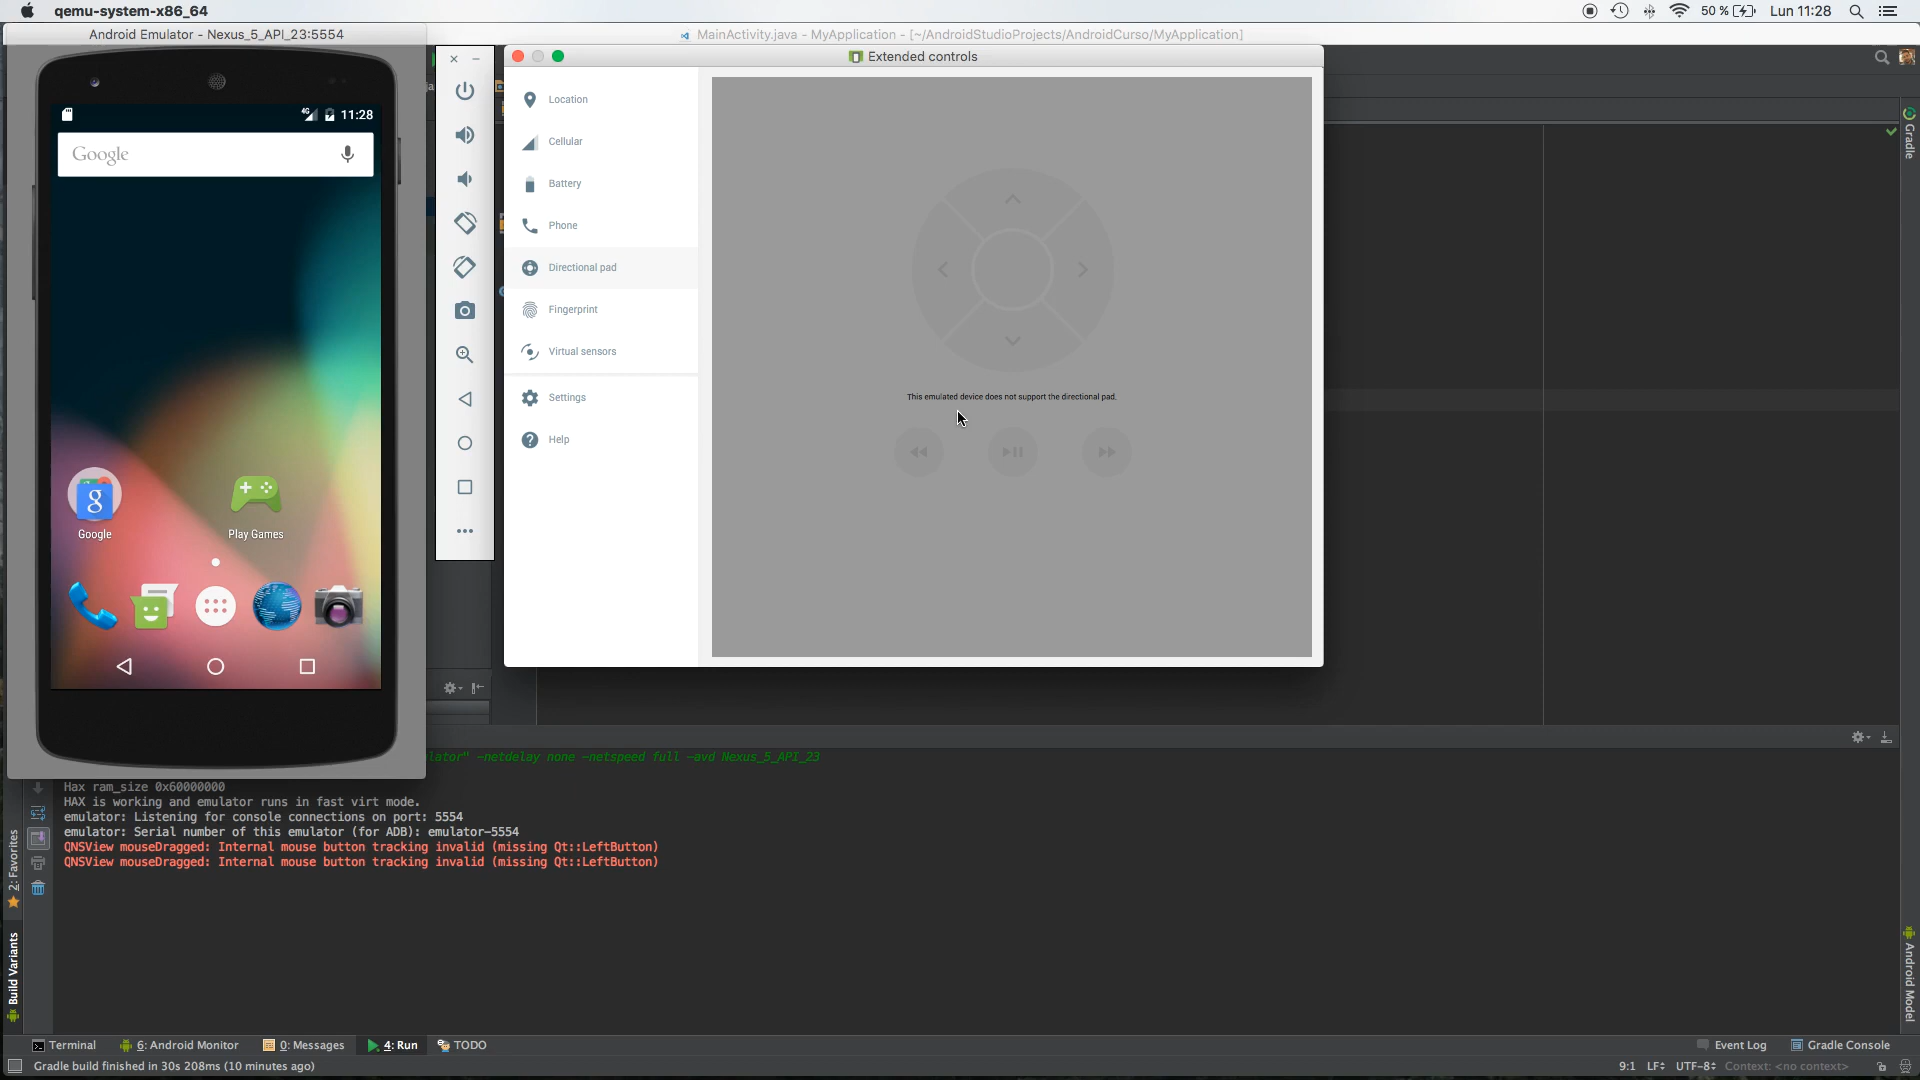 qemu-system-x86_64
50 %
Lun 11:28
Android Emulator - Nexus_5_API_23:5554
MainActivity.java - MyApplication - [~/AndroidStudioProjects/AndroidCurso/MyApplication]
Extended controls
4G
11:28
Google
Google
Play Games
Location
Cellular
Battery
Phone
Directional pad
Fingerprint
Virtual sensors
Settings
Help
This emulated device does not support the directional pad.
Gradle
lator" -netdelay none -netspeed full -avd Nexus_5_API_23
Hax ram_size 0x60000000
HAX is working and emulator runs in fast virt mode.
emulator: Listening for console connections on port: 5554
emulator: Serial number of this emulator (for ADB): emulator-5554
QNSView mouseDragged: Internal mouse button tracking invalid (missing Qt::LeftButton)
QNSView mouseDragged: Internal mouse button tracking invalid (missing Qt::LeftButton)
2: Favorites
Build Variants
Android Model
Terminal
6: Android Monitor
0: Messages
4: Run
TODO
Event Log
Gradle Console
Gradle build finished in 30s 208ms (10 minutes ago)
9:1
LF
UTF-8
Context: <no context>